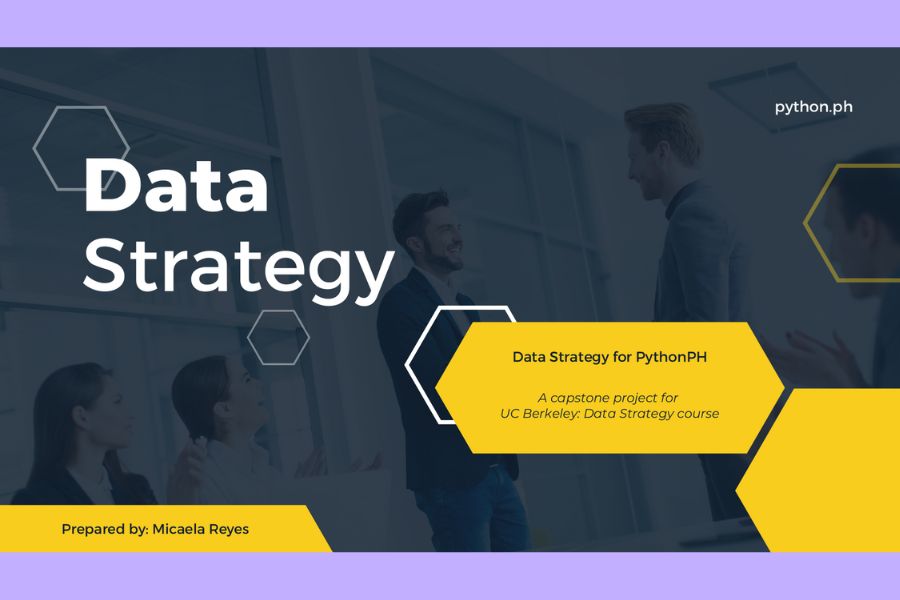 python.ph
Data
Strategy
Data Strategy for PythonPH
A capstone project for
UC Berkeley: Data Strategy course
Prepared by: Micaela Reyes